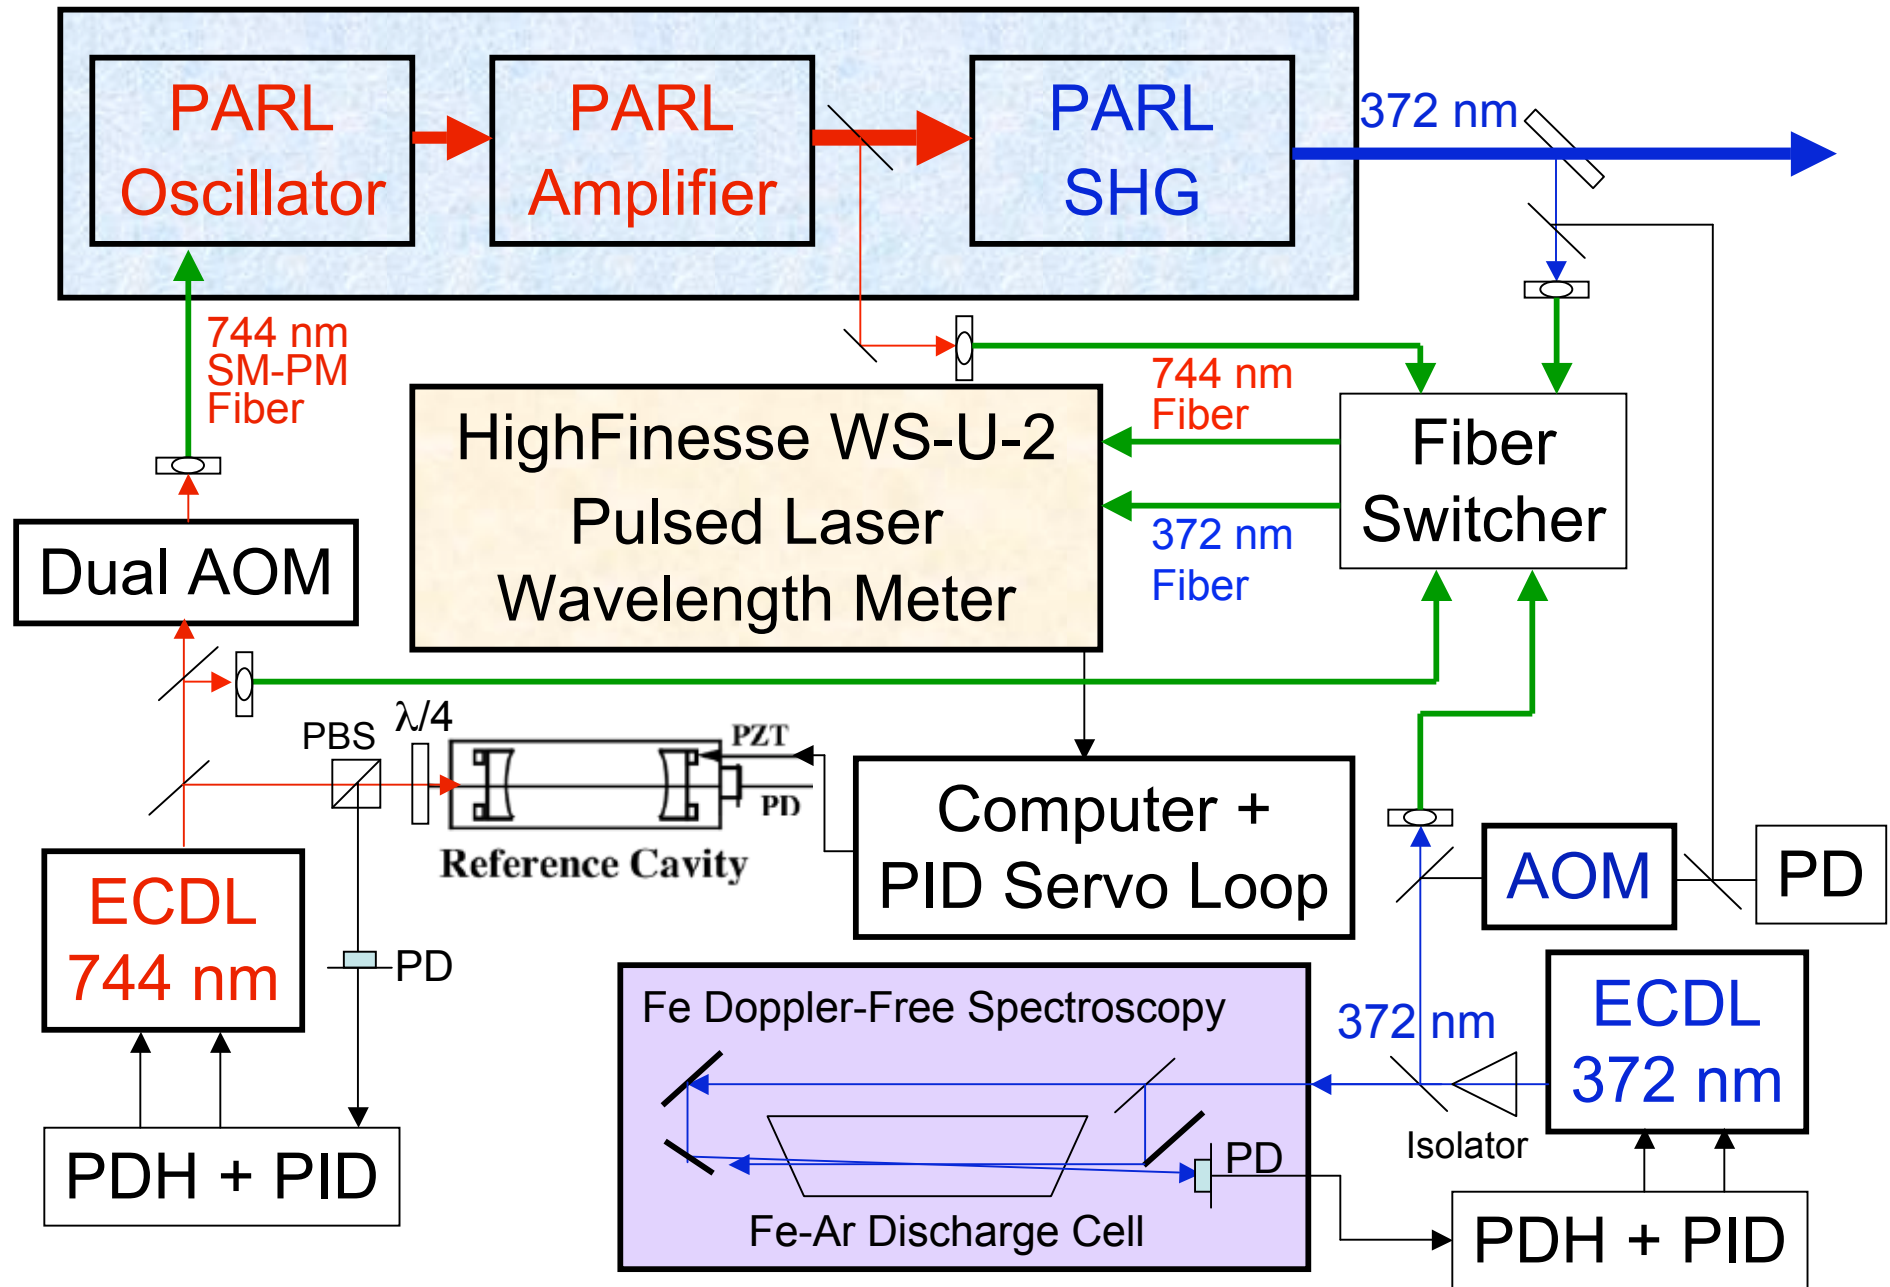 PARL
Oscillator
PARL
Amplifier
PARL
SHG
372 nm
744 nm
SM-PM
Fiber
744 nm
Fiber
372 nm
Fiber
HighFinesse WS-U-2
Pulsed Laser
Wavelength Meter
Fiber
Switcher
Dual AOM
PBS
λ/4
PZT
PD
Reference Cavity
Computer +
PID Servo Loop
AOM
PD
ECDL
744 nm
PD
PDH + PID
Fe Doppler-Free Spectroscopy
PD
Fe-Ar Discharge Cell
372 nm
Isolator
ECDL
372 nm
PDH + PID